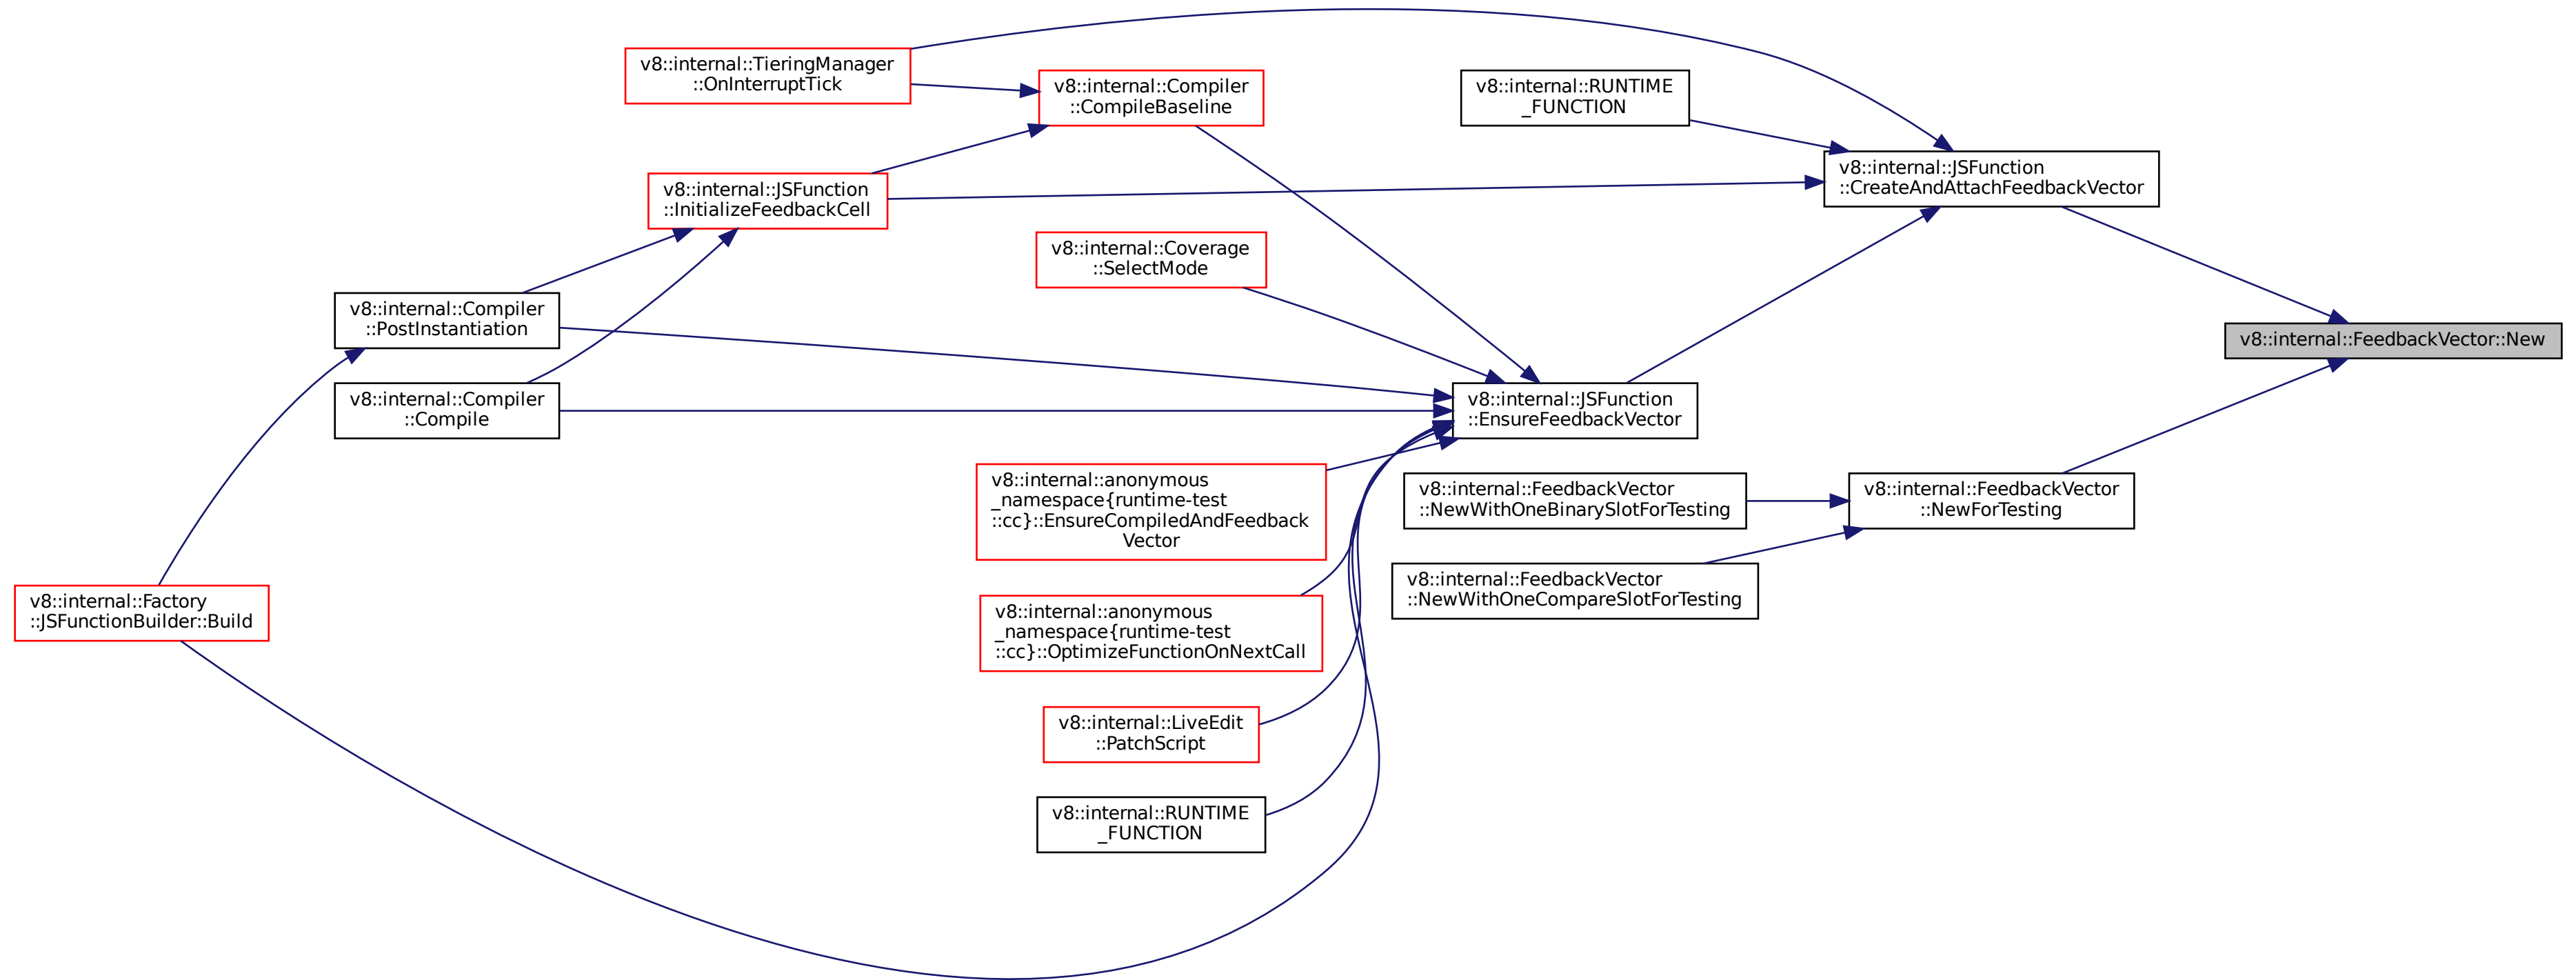 v8::internal::TieringManager
::OnInterruptTick
v8::internal::Compiler
::CompileBaseline
v8::internal::RUNTIME
_FUNCTION
v8::internal::JSFunction
::CreateAndAttachFeedbackVector
v8::internal::JSFunction
::InitializeFeedbackCell
v8::internal::Coverage
::SelectMode
v8::internal::Compiler
::PostInstantiation
v8::internal::FeedbackVector::New
v8::internal::Compiler
::Compile
v8::internal::JSFunction
::EnsureFeedbackVector
v8::internal::anonymous
_namespace{runtime-test
::cc}::EnsureCompiledAndFeedback
Vector
v8::internal::FeedbackVector
::NewWithOneBinarySlotForTesting
v8::internal::FeedbackVector
::NewForTesting
v8::internal::FeedbackVector
::NewWithOneCompareSlotForTesting
v8::internal::Factory
::JSFunctionBuilder::Build
v8::internal::anonymous
_namespace{runtime-test
::cc}::OptimizeFunctionOnNextCall
v8::internal::LiveEdit
::PatchScript
v8::internal::RUNTIME
_FUNCTION